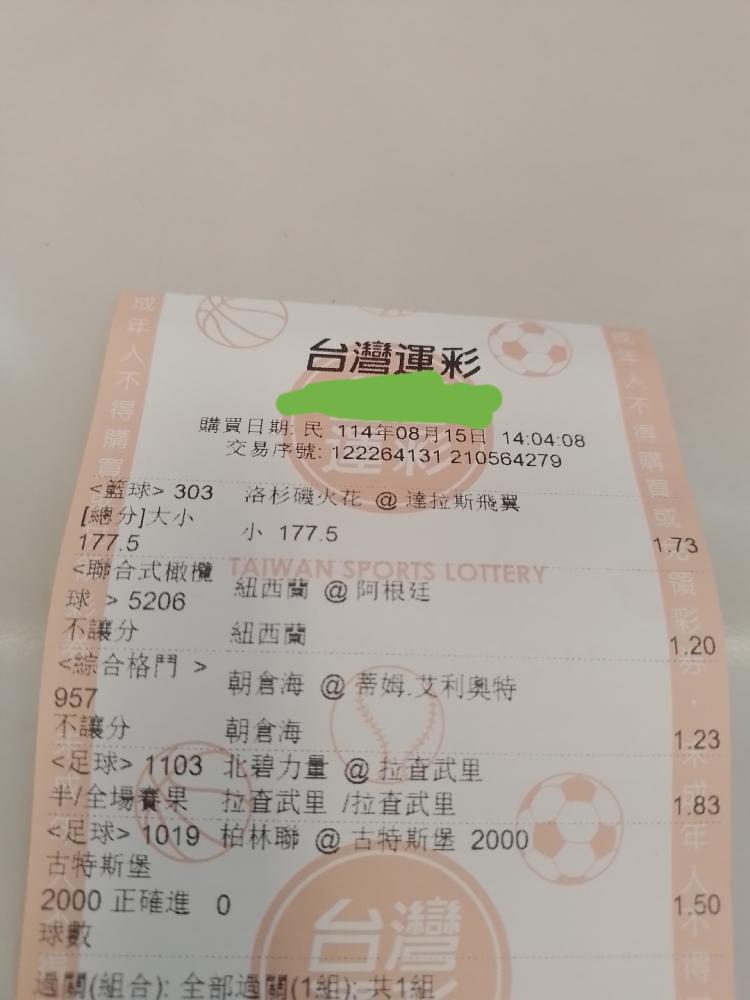 台灣運彩
購買日期: 民 114年08月15日 14:04:08
交易序號: 122264131 210564279
<籃球> 303 洛杉磯火花 @ 達拉斯飛翼
[總分]大小 小 177.5
177.5 1.73
TAIWAN SPORTS LOTTERY
<聯合式橄欖 紐西蘭 @ 阿根廷
球 > 5206
不讓分 紐西蘭 1.20
<綜合格鬥 > 朝倉海 @ 蒂姆.艾利奧特
957
不讓分 朝倉海 1.23
<足球> 1103 北碧力量 @ 拉查武里
半/全場賽果 拉查武里 /拉查武里 1.83
<足球> 1019 柏林聯 @ 古特斯堡 2000
古特斯堡
2000 正確進 0 1.50
球數
過關(組合): 全部過關(1組); 共1組
台灣
運彩
成年人不得購買
成年人不得購買或
領彩
未成年人不得